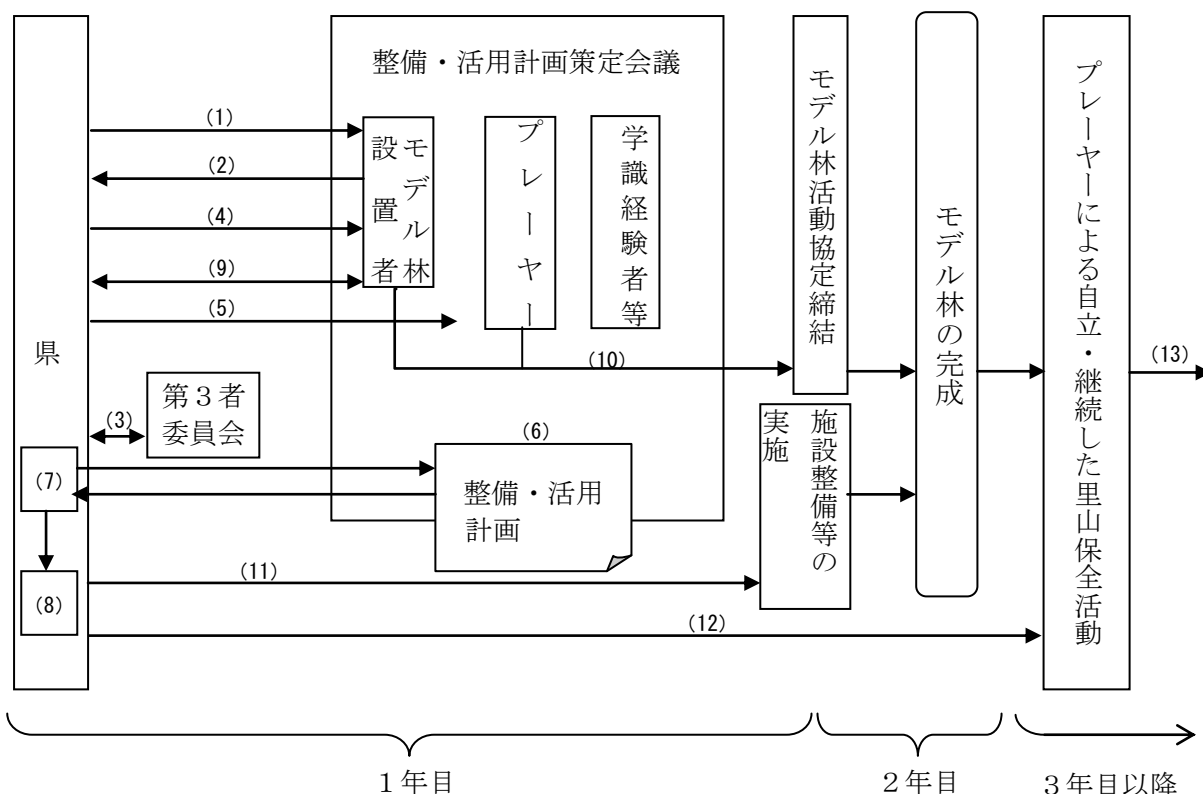 整備・活用計画策定会議
(1)
(2)
(4)
(9)
(5)
モデル林
設置者
プレーヤー
学識経験者等
(10)
モデル林活動協定締結
モデル林の完成
プレーヤーによる自立・継続した里山保全活動
(13)
県
第３者
委員会
(3)
(6)
整備・活用
計画
施設整備等の
実施
(7)
(8)
(11)
(12)
１年目
２年目
３年目以降